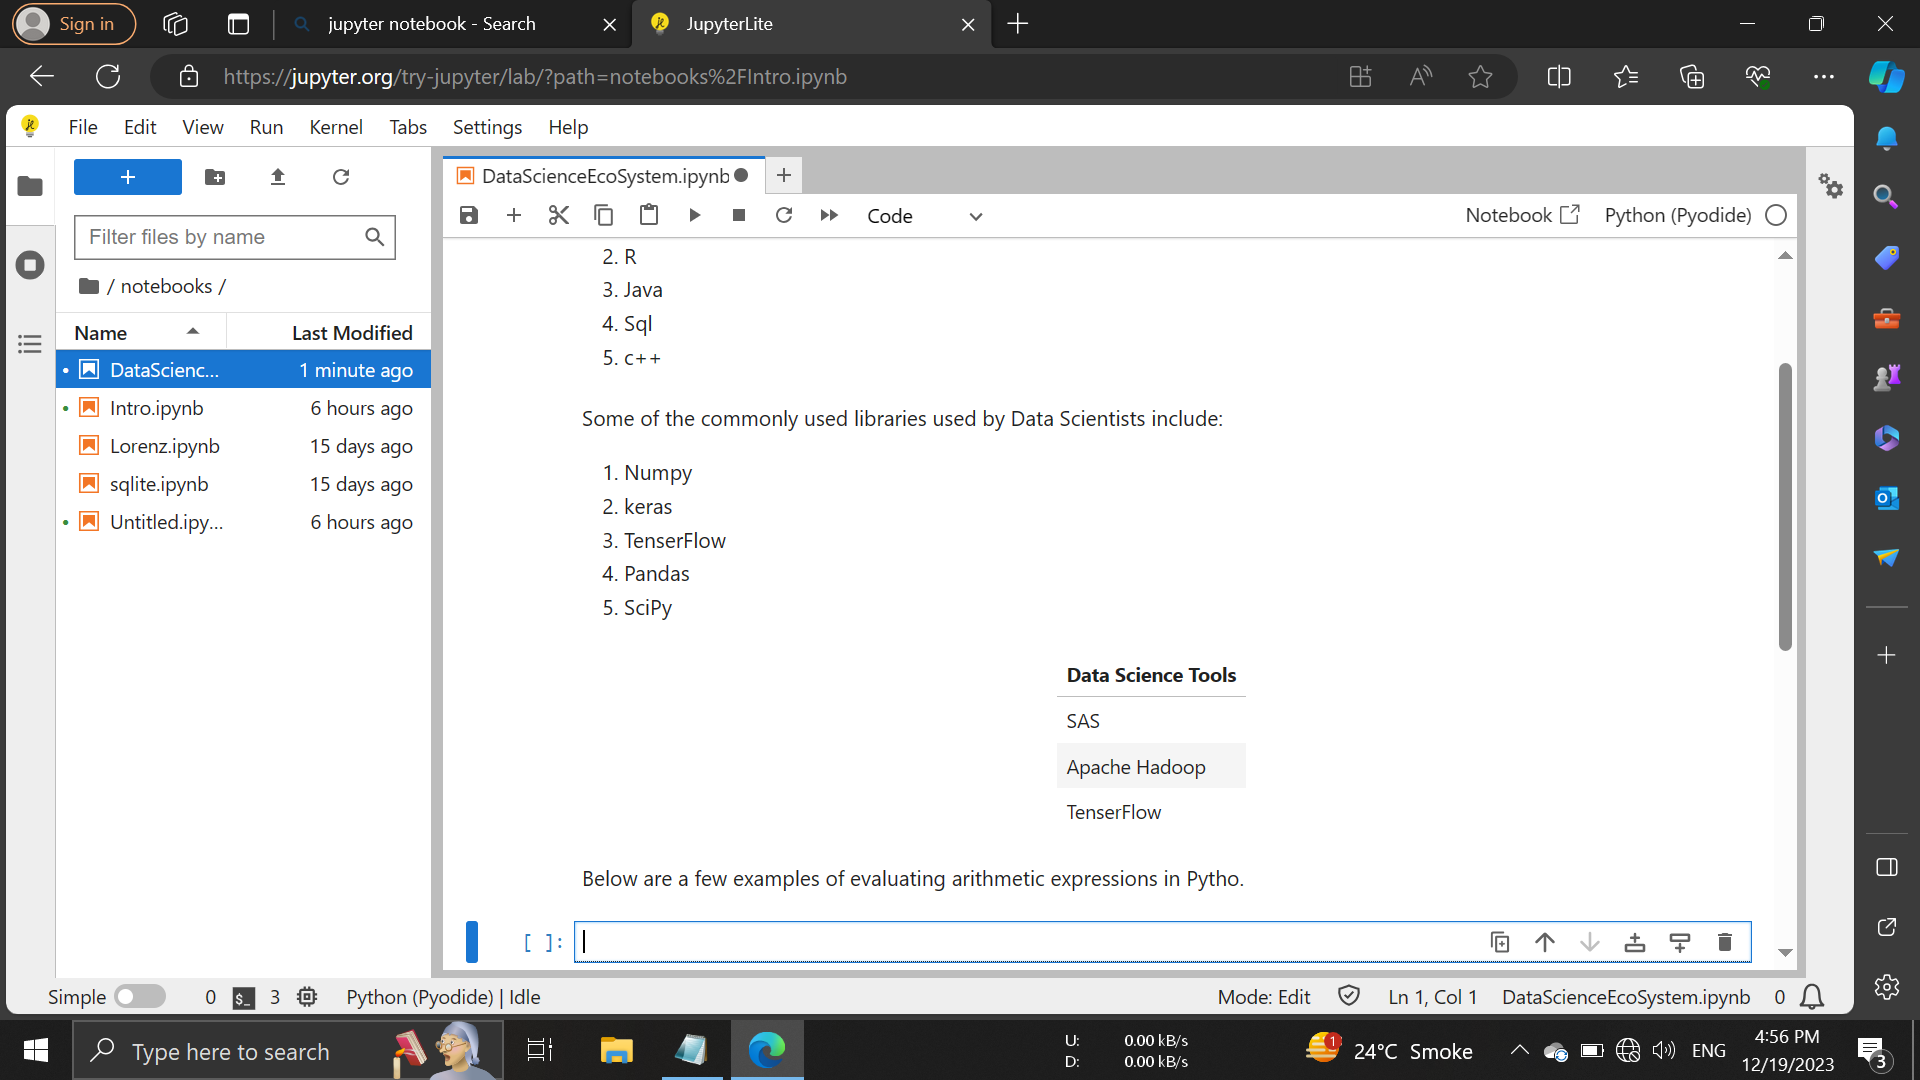 Sign in
jupyter notebook - Search
JupyterLite
https://jupyter.org/try-jupyter/lab/?path=notebooks%2FIntro.ipynb
File Edit View Run Kernel Tabs Settings Help
Filter files by name
/ notebooks /
Name Last Modified
DataScienc... 1 minute ago
Intro.ipynb 6 hours ago
Lorenz.ipynb 15 days ago
sqlite.ipynb 15 days ago
Untitled.ipy... 6 hours ago
DataScienceEcoSystem.ipynb
Code
Notebook
Python (Pyodide)
2. R
3. Java
4. Sql
5. c++
Some of the commonly used libraries used by Data Scientists include:
1. Numpy
2. keras
3. TenserFlow
4. Pandas
5. SciPy
Data Science Tools
SAS
Apache Hadoop
TenserFlow
Below are a few examples of evaluating arithmetic expressions in Pytho.
[ ]:
Simple 0 $_ 3 Python (Pyodide) | Idle
Mode: Edit Ln 1, Col 1 DataScienceEcoSystem.ipynb 0
Type here to search
U: 0.00 kB/s
D: 0.00 kB/s
1
24°C Smoke
ENG
4:56 PM
12/19/2023
3